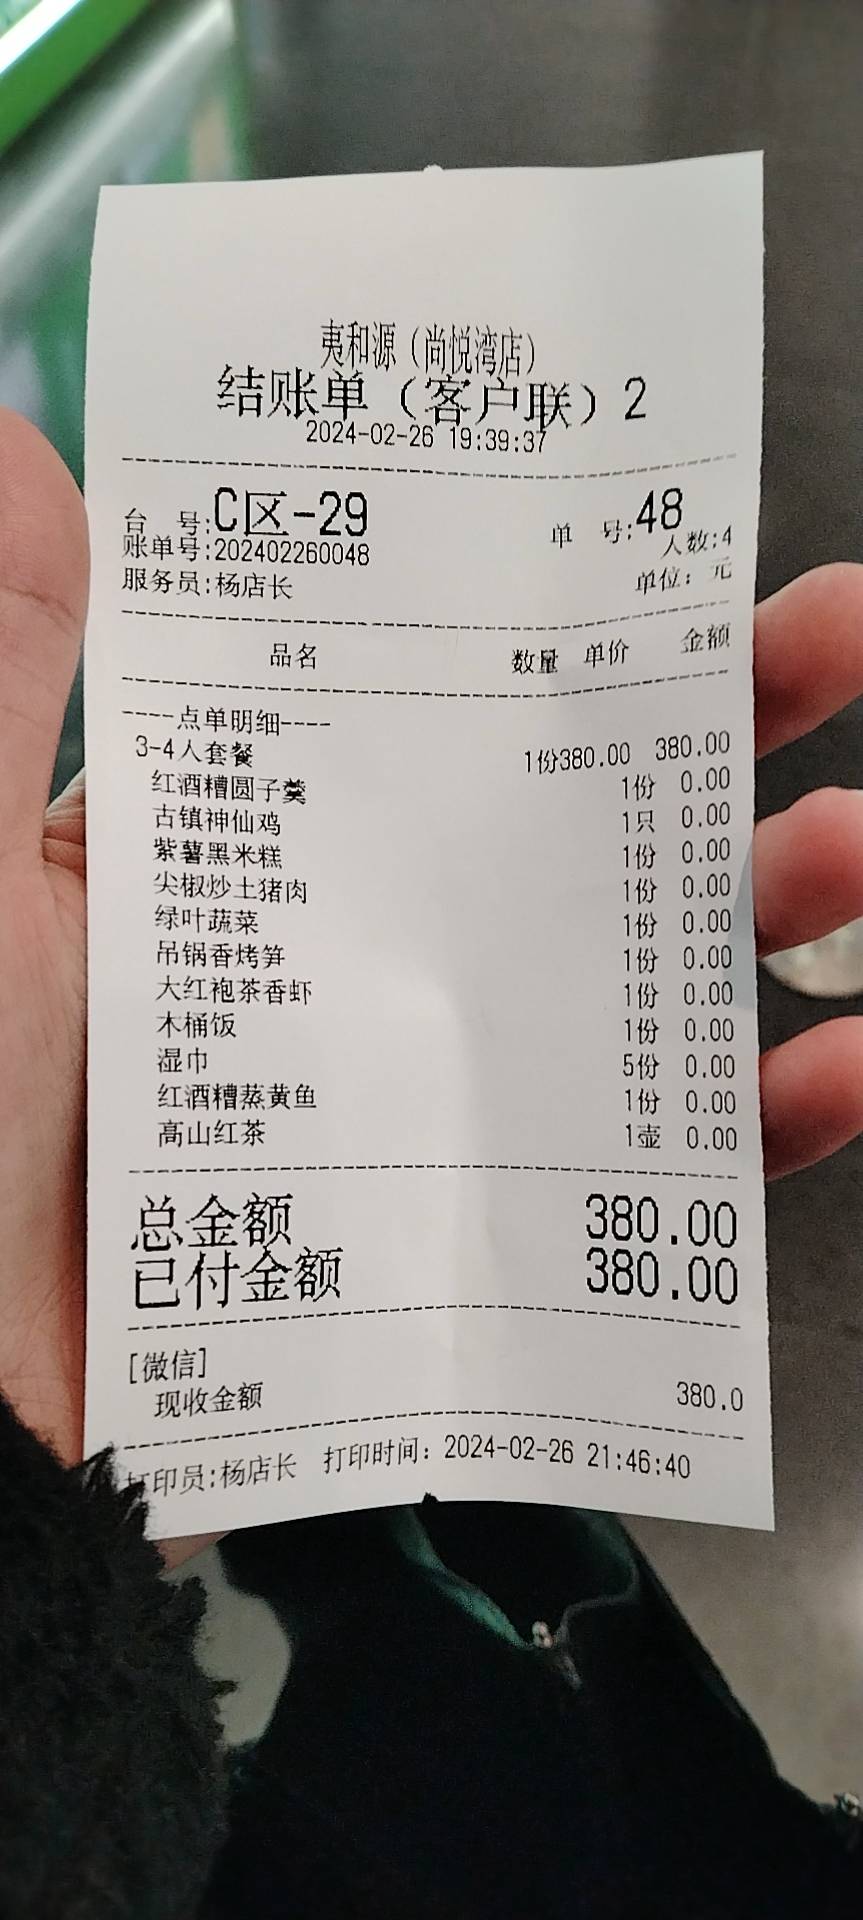 夷和源（尚悦湾店）
结账单（客户联）2
2024-02-26 19:39:37
台 号:C区-29 单 号:48
账单号:202402260048 人数:4
服务员:杨店长 单位：元
品名 数量 单价 金额
----点单明细----
3-4人套餐 1份380.00 380.00
红酒糟圆子羹 1份 0.00
古镇神仙鸡 1只 0.00
紫薯黑米糕 1份 0.00
尖椒炒土猪肉 1份 0.00
绿叶蔬菜 1份 0.00
吊锅香烤笋 1份 0.00
大红袍茶香虾 1份 0.00
木桶饭 1份 0.00
湿巾 5份 0.00
红酒糟蒸黄鱼 1份 0.00
高山红茶 1壶 0.00
总金额 380.00
已付金额 380.00
[微信]
现收金额 380.0
打印员:杨店长 打印时间：2024-02-26 21:46:40